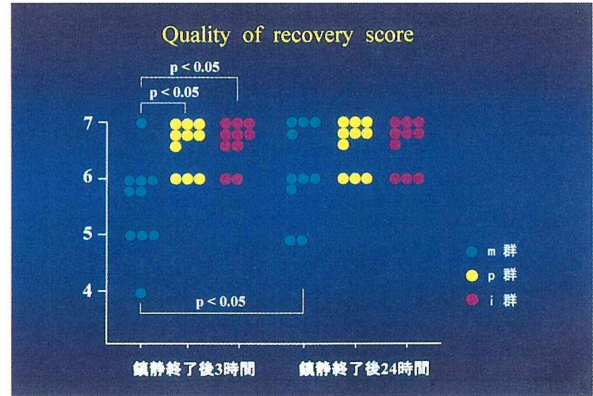 Quality of recovery score
p < 0.05
p < 0.05
7
6
5
4
p < 0.05
m 群
p 群
i 群
鎮静終了後3時間
鎮静終了後24時間